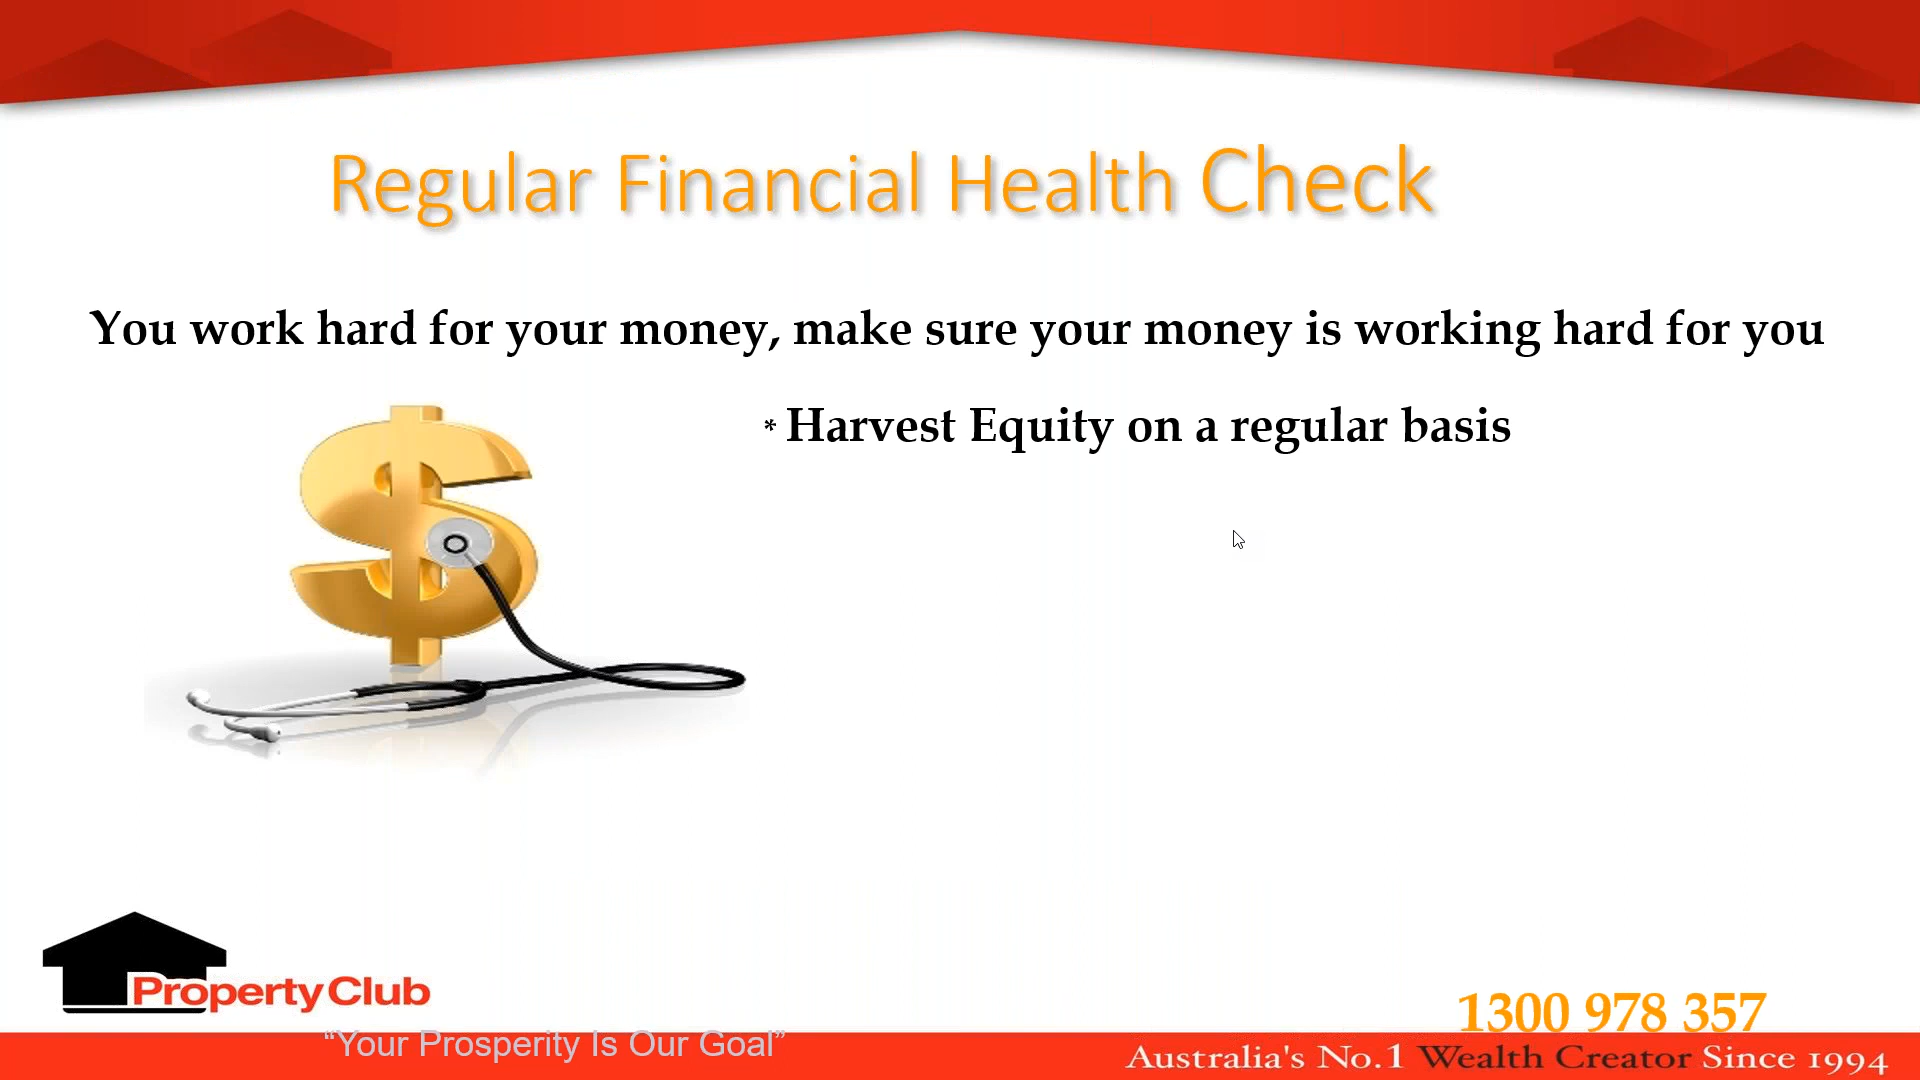 Regular Financial Health Check
You work hard for your money, make sure your money is working hard for you
* Harvest Equity on a regular basis
PropertyClub
1300 978 357
“Your Prosperity Is Our Goal”
Australia's No.1 Wealth Creator Since 1994